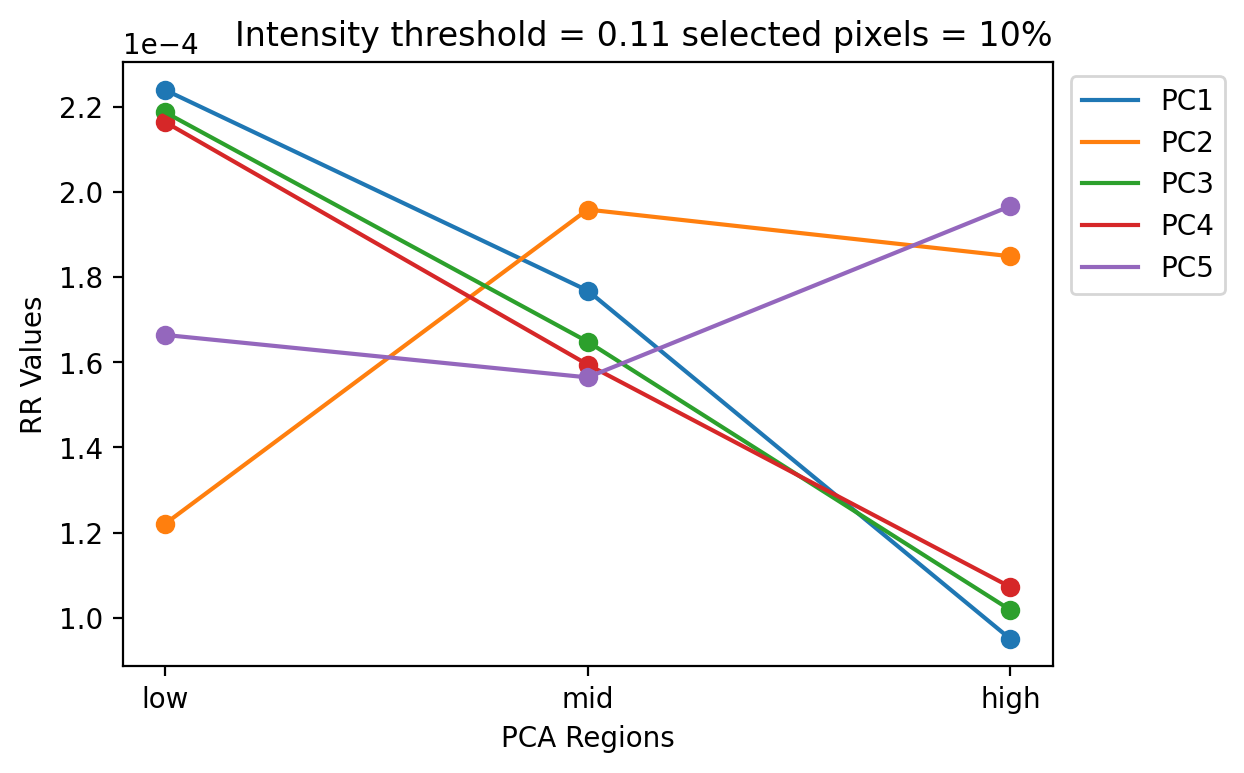 Intensity threshold = 0.11 selected pixels = 10%
1e−4
2.2
2.0
1.8
1.6
1.4
1.2
1.0
RR Values
low mid high
PCA Regions
PC1
PC2
PC3
PC4
PC5